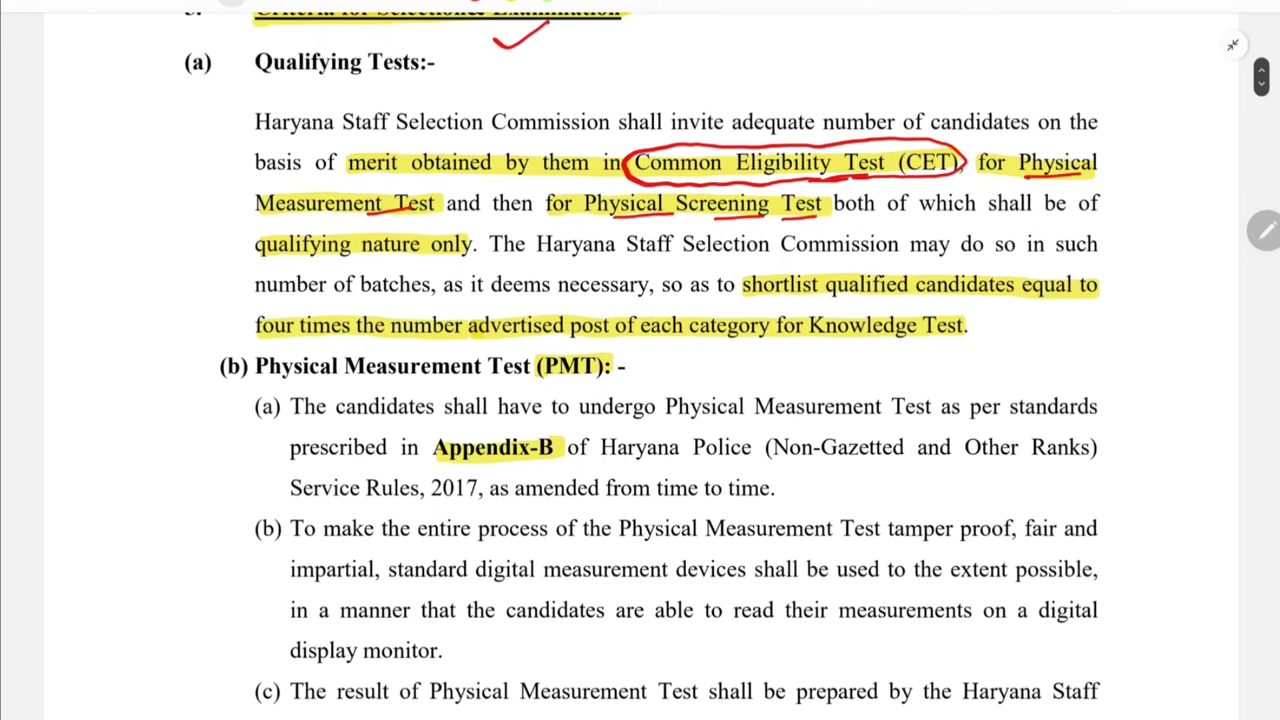 (a) Qualifying Tests:-
Haryana Staff Selection Commission shall invite adequate number of candidates on the
basis of merit obtained by them in Common Eligibility Test (CET), for Physical
Measurement Test and then for Physical Screening Test both of which shall be of
qualifying nature only. The Haryana Staff Selection Commission may do so in such
number of batches, as it deems necessary, so as to shortlist qualified candidates equal to
four times the number advertised post of each category for Knowledge Test.
(b) Physical Measurement Test (PMT): -
(a) The candidates shall have to undergo Physical Measurement Test as per standards
prescribed in Appendix-B of Haryana Police (Non-Gazetted and Other Ranks)
Service Rules, 2017, as amended from time to time.
(b) To make the entire process of the Physical Measurement Test tamper proof, fair and
impartial, standard digital measurement devices shall be used to the extent possible,
in a manner that the candidates are able to read their measurements on a digital
display monitor.
(c) The result of Physical Measurement Test shall be prepared by the Haryana Staff